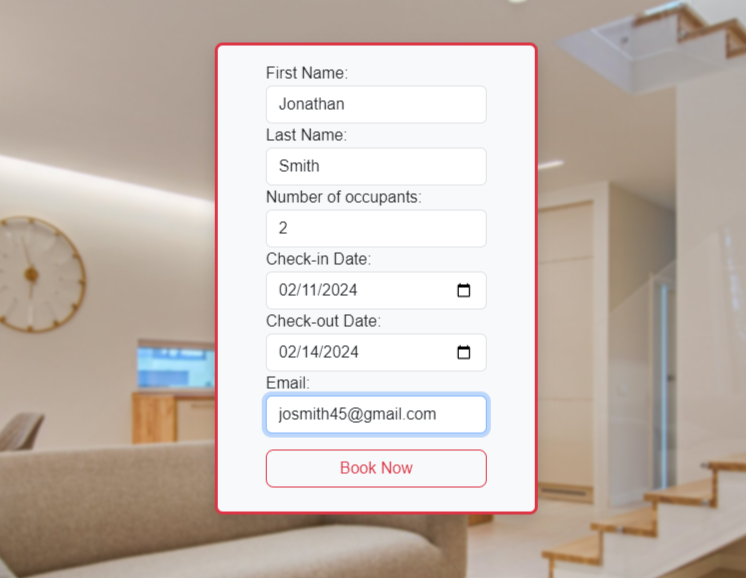 First Name:
Jonathan
Last Name:
Smith
Number of occupants:
2
Check-in Date:
02/11/2024
Check-out Date:
02/14/2024
Email:
josmith45@gmail.com
Book Now